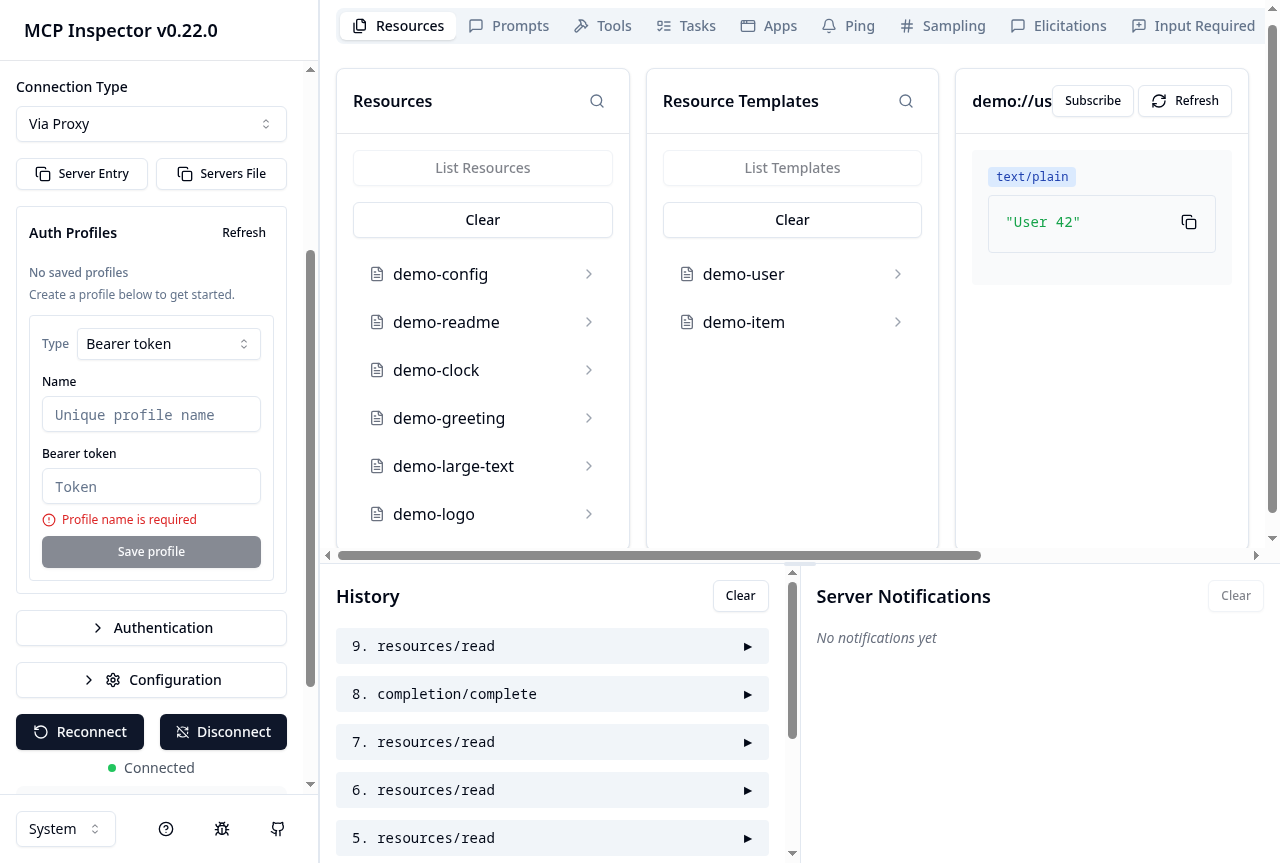 MCP Inspector v0.22.0
Connection Type
Via Proxy
Server Entry
Servers File
Auth Profiles
Refresh
No saved profiles
Create a profile below to get started.
Type
Bearer token
Name
Unique profile name
Bearer token
Token
Profile name is required
Save profile
Authentication
Configuration
Reconnect
Disconnect
Connected
System
Resources
Prompts
Tools
Tasks
Apps
Ping
Sampling
Elicitations
Input Required
Resources
List Resources
Clear
demo-config
demo-readme
demo-clock
demo-greeting
demo-large-text
demo-logo
Resource Templates
List Templates
Clear
demo-user
demo-item
demo://us
Subscribe
Refresh
text/plain
"User 42"
History
Clear
9. resources/read
8. completion/complete
7. resources/read
6. resources/read
5. resources/read
Server Notifications
Clear
No notifications yet